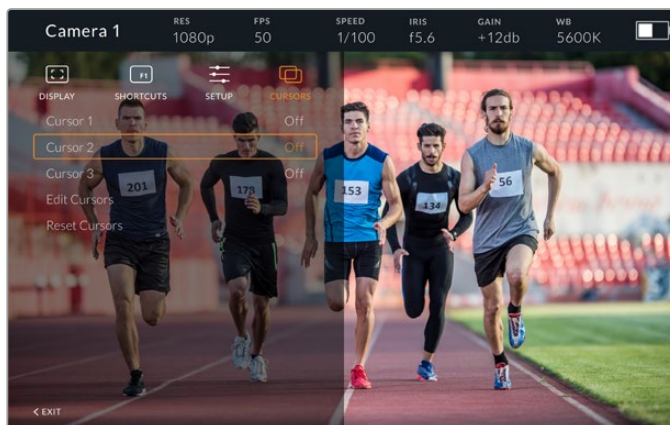 Camera 1
RES FPS SPEED IRIS GAIN WB
1080p 50 1/100 f5.6 +12db 5600K
F1
DISPLAY SHORTCUTS SETUP CURSORS
Cursor 1 Off
Cursor 2 Off
Cursor 3 Off
Edit Cursors
Reset Cursors
201
178
153
134
56
< EXIT